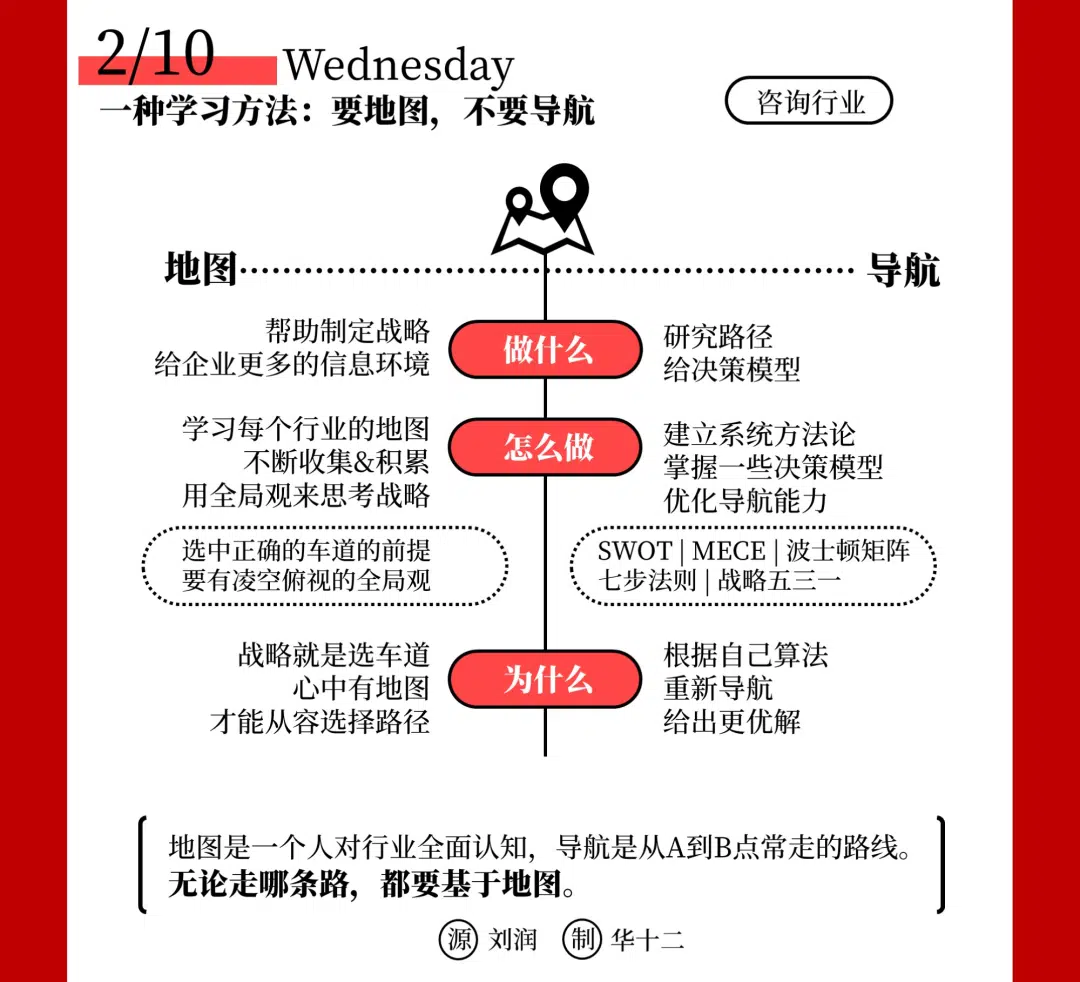 2/10 Wednesday
一种学习方法：要地图，不要导航
咨询行业
地图
导航
帮助制定战略
给企业更多的信息环境
做什么
研究路径
给决策模型
学习每个行业的地图
不断收集&积累
用全局观来思考战略
怎么做
建立系统方法论
掌握一些决策模型
优化导航能力
选中正确的车道的前提
要有凌空俯视的全局观
SWOT | MECE | 波士顿矩阵
七步法则 | 战略五三一
战略就是选车道
心中有地图
才能从容选择路径
为什么
根据自己算法
重新导航
给出更优解
地图是一个人对行业全面认知，导航是从A到B点常走的路线。
无论走哪条路，都要基于地图。
源 刘润 制 华十二